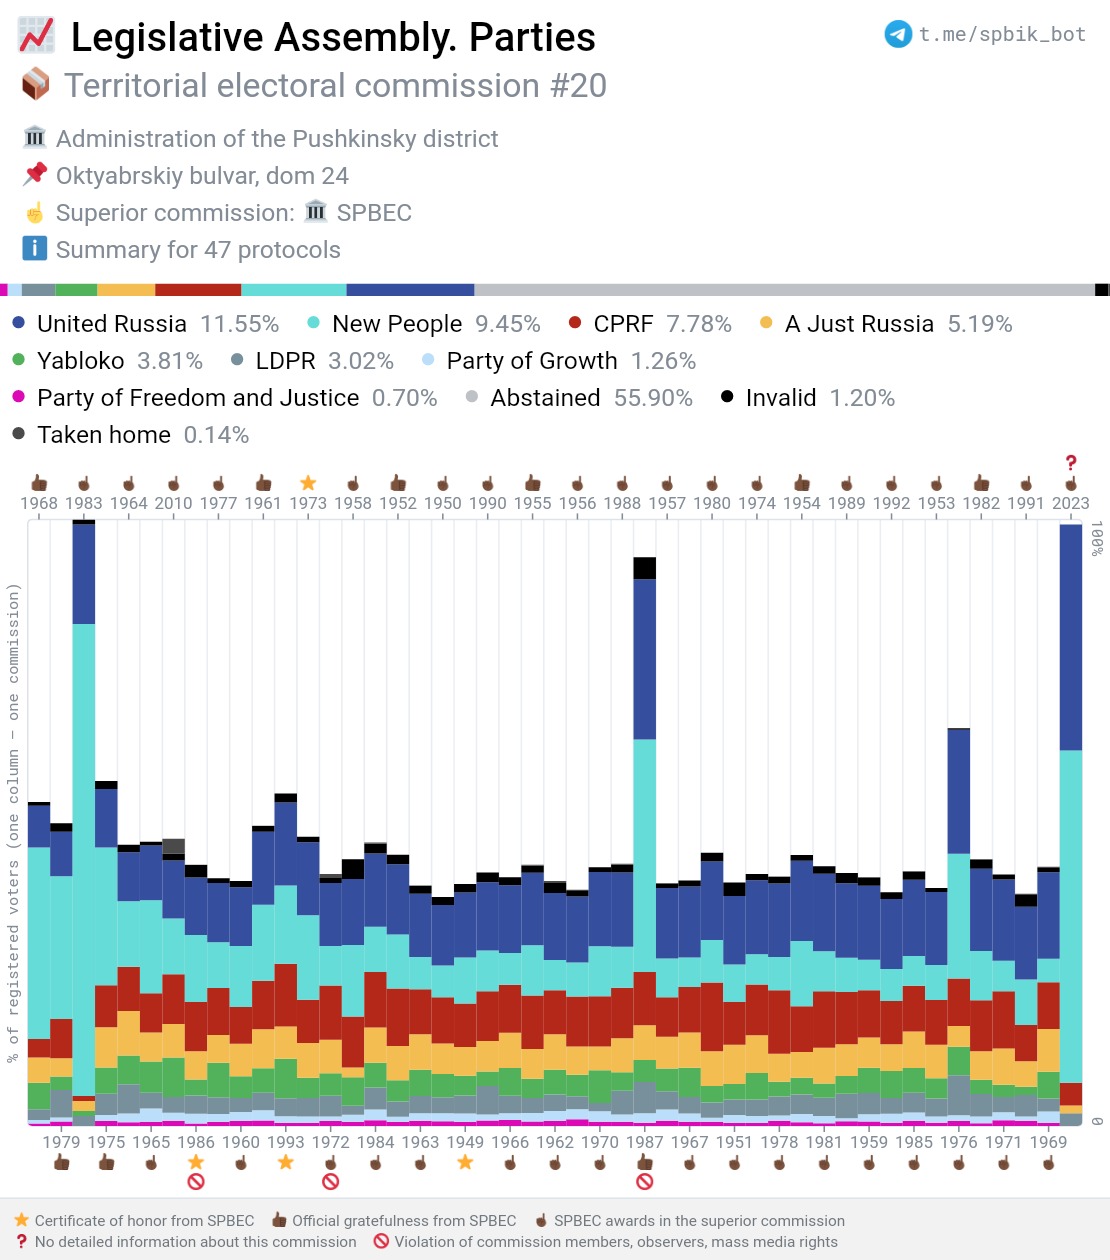 Legislative Assembly. Parties
t.me/spbik_bot
Territorial electoral commission #20
Administration of the Pushkinsky district
Oktyabrskiy bulvar, dom 24
Superior commission: SPBEC
Summary for 47 protocols
United Russia 11.55% New People 9.45% CPRF 7.78% A Just Russia 5.19%
Yabloko 3.81% LDPR 3.02% Party of Growth 1.26%
Party of Freedom and Justice 0.70% Abstained 55.90% Invalid 1.20%
Taken home 0.14%
1968 1983 1964 2010 1977 1961 1973 1958 1952 1950 1990 1955 1956 1988 1957 1980 1974 1954 1989 1992 1953 1982 1991 2023
100%
% of registered voters (one column – one commission)
0
1979 1975 1965 1986 1960 1993 1972 1984 1963 1949 1966 1962 1970 1987 1967 1951 1978 1981 1959 1985 1976 1971 1969
Certificate of honor from SPBEC Official gratefulness from SPBEC SPBEC awards in the superior commission
No detailed information about this commission Violation of commission members, observers, mass media rights